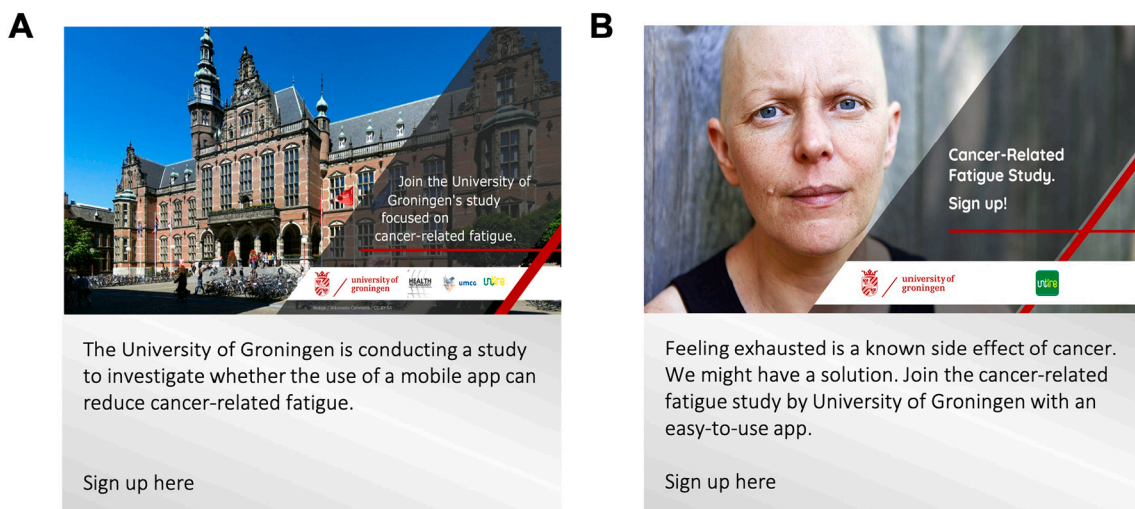 A
Join the University of
Groningen's study
focused on
cancer-related fatigue.
university of
groningen
HEALTH
umcg
untire
The University of Groningen is conducting a study
to investigate whether the use of a mobile app can
reduce cancer-related fatigue.
Sign up here
B
Cancer-Related
Fatigue Study.
Sign up!
university of
groningen
untire
Feeling exhausted is a known side effect of cancer.
We might have a solution. Join the cancer-related
fatigue study by University of Groningen with an
easy-to-use app.
Sign up here